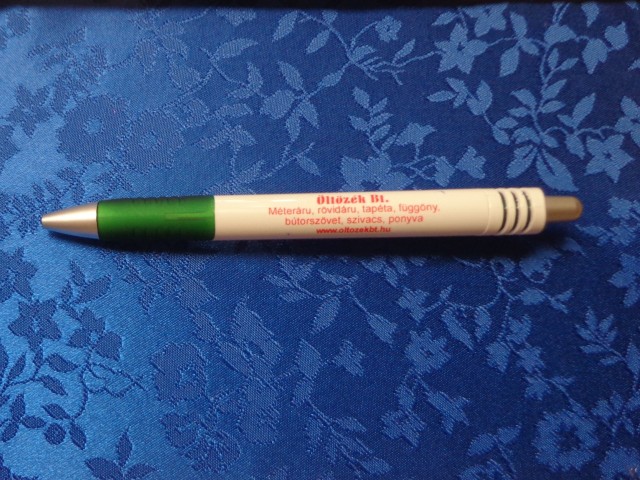 Öltözék Bt.
Méteráru, rövidáru, tapéta, függöny,
bútorszövet, szivacs, ponyva
www.oltozekbt.hu